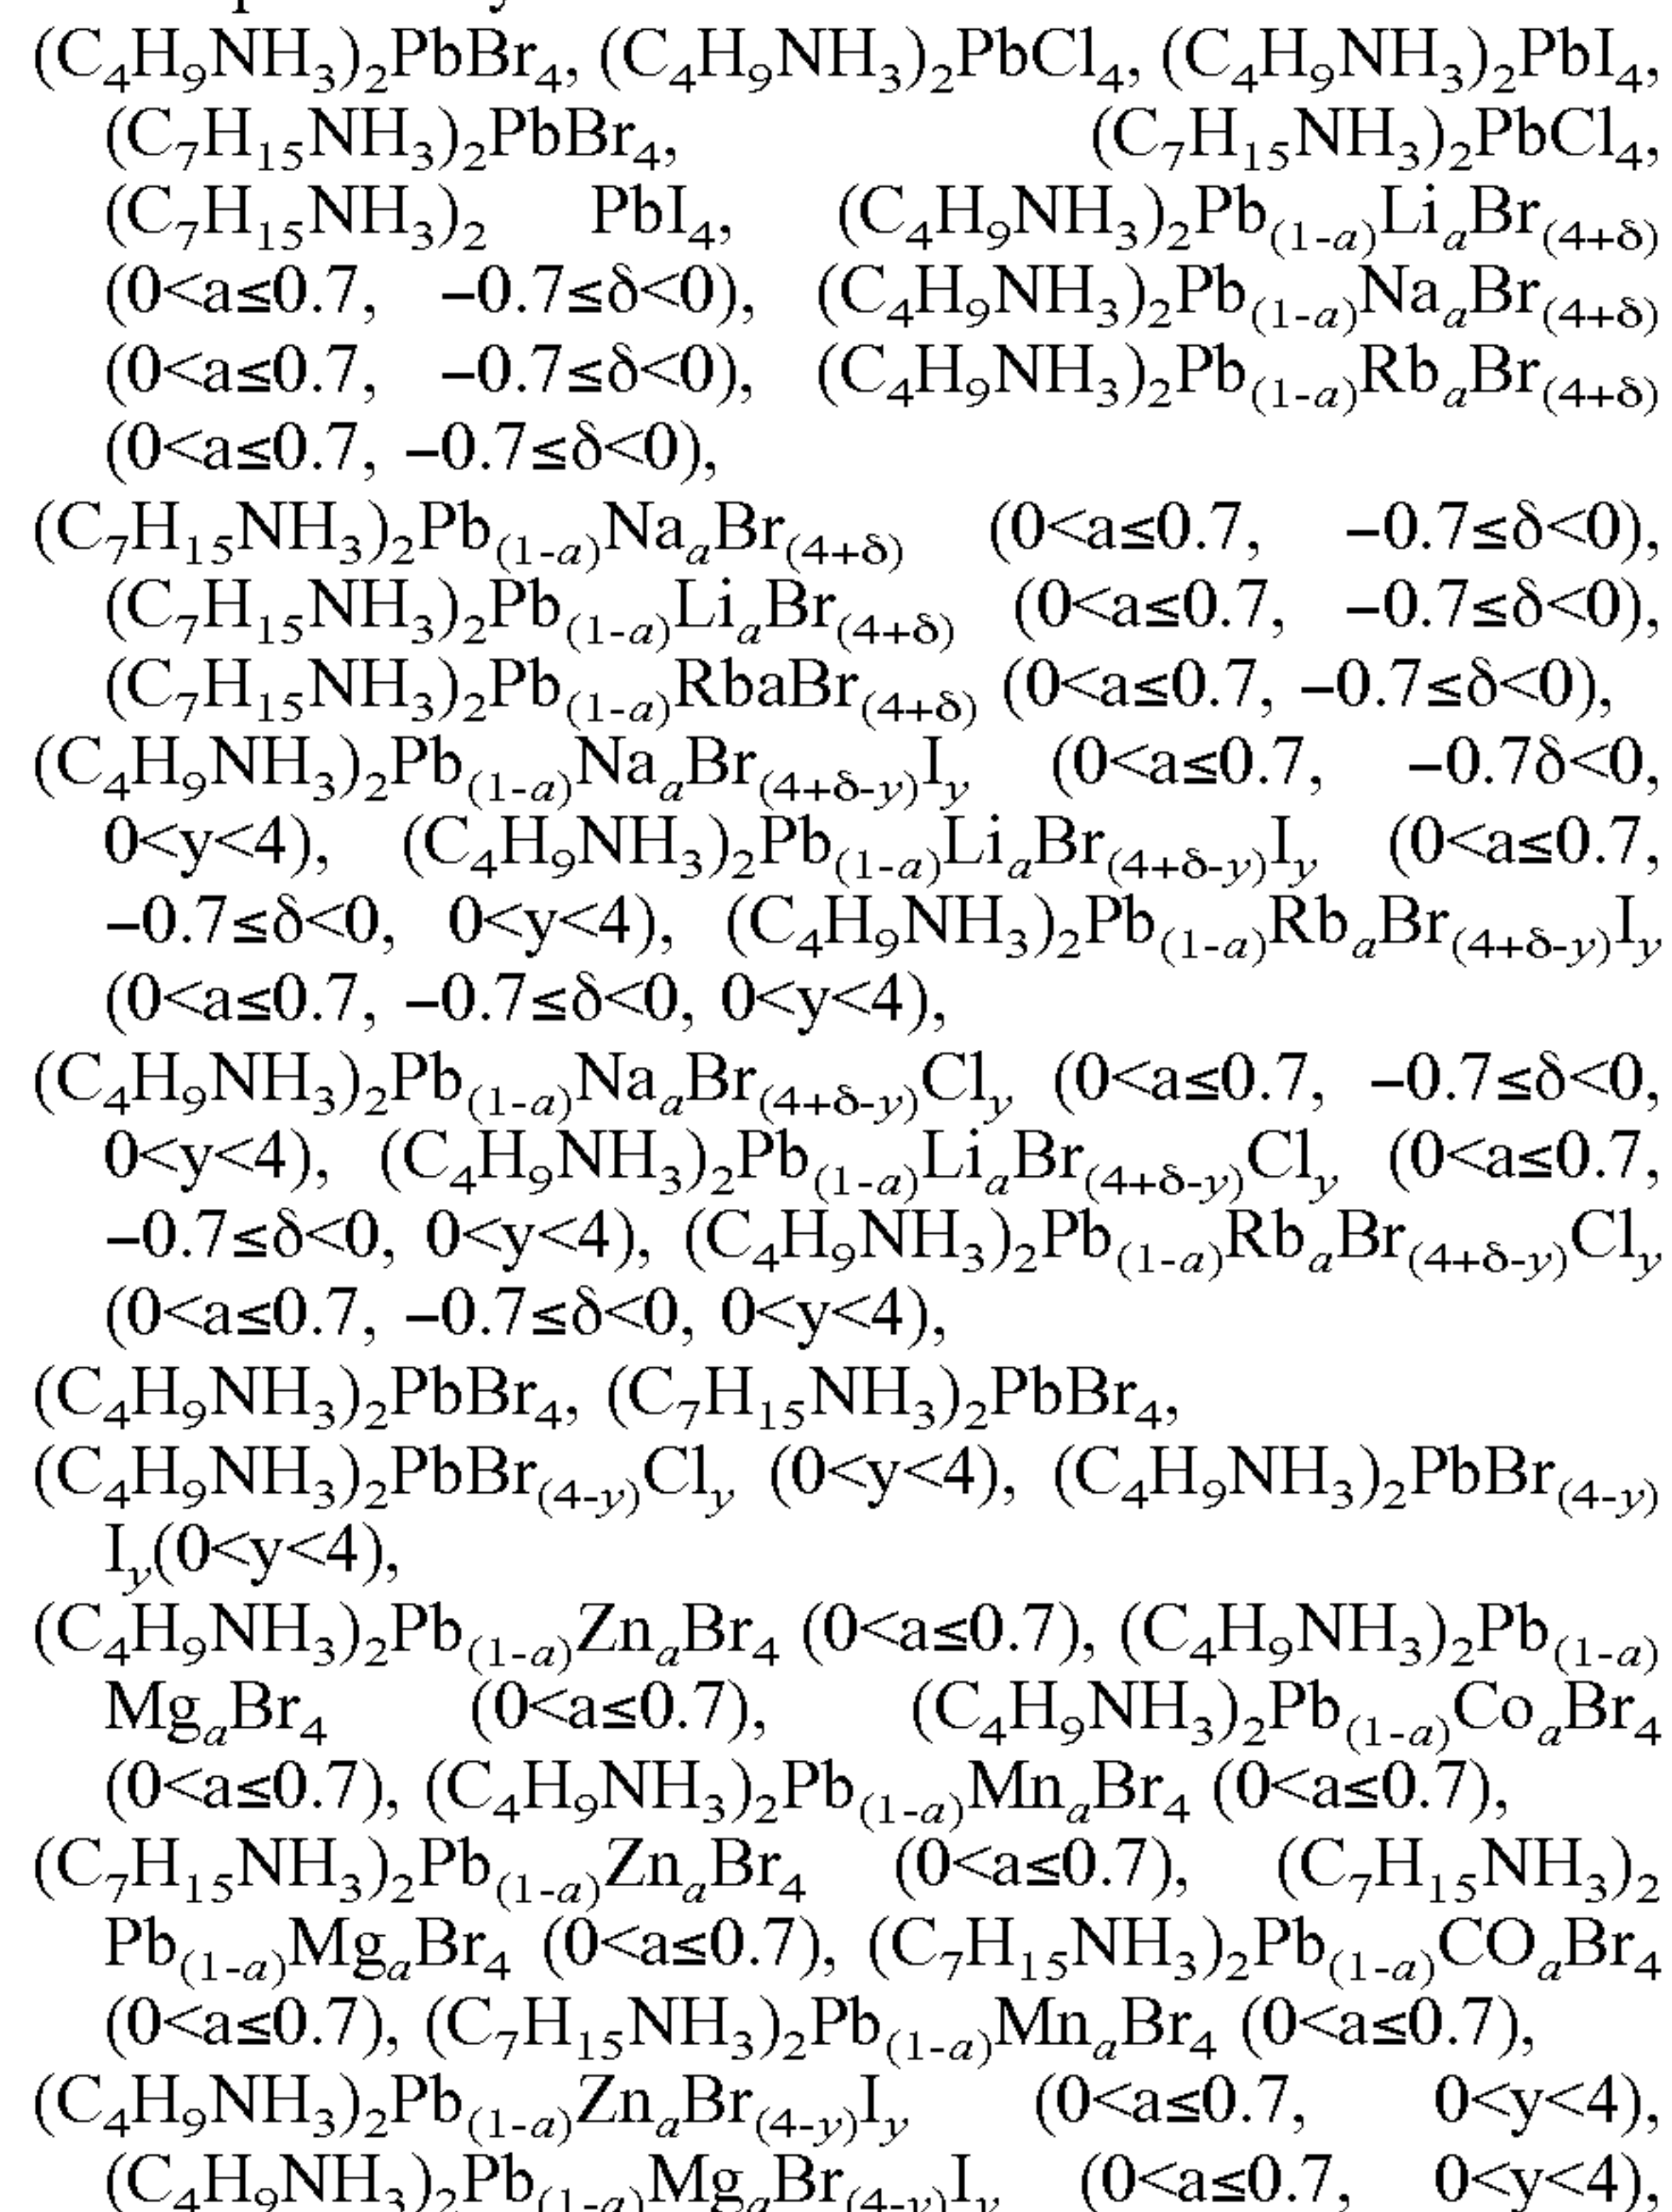 (C₄H₉NH₃)₂PbBr₄, (C₄H₉NH₃)₂PbCl₄, (C₄H₉NH₃)₂PbI₄,
(C₇H₁₅NH₃)₂PbBr₄, (C₇H₁₅NH₃)₂PbCl₄,
(C₇H₁₅NH₃)₂ PbI₄, (C₄H₉NH₃)₂Pb₍₁₋ₐ₎LiₐBr₍₄₊δ₎
(0<a≤0.7, −0.7≤δ<0), (C₄H₉NH₃)₂Pb₍₁₋ₐ₎NaₐBr₍₄₊δ₎
(0<a≤0.7, −0.7≤δ<0), (C₄H₉NH₃)₂Pb₍₁₋ₐ₎RbₐBr₍₄₊δ₎
(0<a≤0.7, −0.7≤δ<0),
(C₇H₁₅NH₃)₂Pb₍₁₋ₐ₎NaₐBr₍₄₊δ₎ (0<a≤0.7, −0.7≤δ<0),
(C₇H₁₅NH₃)₂Pb₍₁₋ₐ₎LiₐBr₍₄₊δ₎ (0<a≤0.7, −0.7≤δ<0),
(C₇H₁₅NH₃)₂Pb₍₁₋ₐ₎RbaBr₍₄₊δ₎ (0<a≤0.7, −0.7≤δ<0),
(C₄H₉NH₃)₂Pb₍₁₋ₐ₎NaₐBr₍₄₊δ₋y₎Iy (0<a≤0.7, −0.7δ<0,
0<y<4), (C₄H₉NH₃)₂Pb₍₁₋ₐ₎LiₐBr₍₄₊δ₋y₎Iy (0<a≤0.7,
−0.7≤δ<0, 0<y<4), (C₄H₉NH₃)₂Pb₍₁₋ₐ₎RbₐBr₍₄₊δ₋y₎Iy
(0<a≤0.7, −0.7≤δ<0, 0<y<4),
(C₄H₉NH₃)₂Pb₍₁₋ₐ₎NaₐBr₍₄₊δ₋y₎Cly (0<a≤0.7, −0.7≤δ<0,
0<y<4), (C₄H₉NH₃)₂Pb₍₁₋ₐ₎LiₐBr₍₄₊δ₋y₎Cly (0<a≤0.7,
−0.7≤δ<0, 0<y<4), (C₄H₉NH₃)₂Pb₍₁₋ₐ₎RbₐBr₍₄₊δ₋y₎Cly
(0<a≤0.7, −0.7≤δ<0, 0<y<4),
(C₄H₉NH₃)₂PbBr₄, (C₇H₁₅NH₃)₂PbBr₄,
(C₄H₉NH₃)₂PbBr₍₄₋y₎Cly (0<y<4), (C₄H₉NH₃)₂PbBr₍₄₋y₎
Iy(0<y<4),
(C₄H₉NH₃)₂Pb₍₁₋ₐ₎ZnₐBr₄ (0<a≤0.7), (C₄H₉NH₃)₂Pb₍₁₋ₐ₎
MgₐBr₄ (0<a≤0.7), (C₄H₉NH₃)₂Pb₍₁₋ₐ₎CoₐBr₄
(0<a≤0.7), (C₄H₉NH₃)₂Pb₍₁₋ₐ₎MnₐBr₄ (0<a≤0.7),
(C₇H₁₅NH₃)₂Pb₍₁₋ₐ₎ZnₐBr₄ (0<a≤0.7), (C₇H₁₅NH₃)₂
Pb₍₁₋ₐ₎MgₐBr₄ (0<a≤0.7), (C₇H₁₅NH₃)₂Pb₍₁₋ₐ₎COₐBr₄
(0<a≤0.7), (C₇H₁₅NH₃)₂Pb₍₁₋ₐ₎MnₐBr₄ (0<a≤0.7),
(C₄H₉NH₃)₂Pb₍₁₋ₐ₎ZnₐBr₍₄₋y₎Iy (0<a≤0.7, 0<y<4),
(C₄H₉NH₃)₂Pb₍₁₋ₐ₎MgₐBr₍₄₋y₎Iy (0<a≤0.7, 0<y<4),